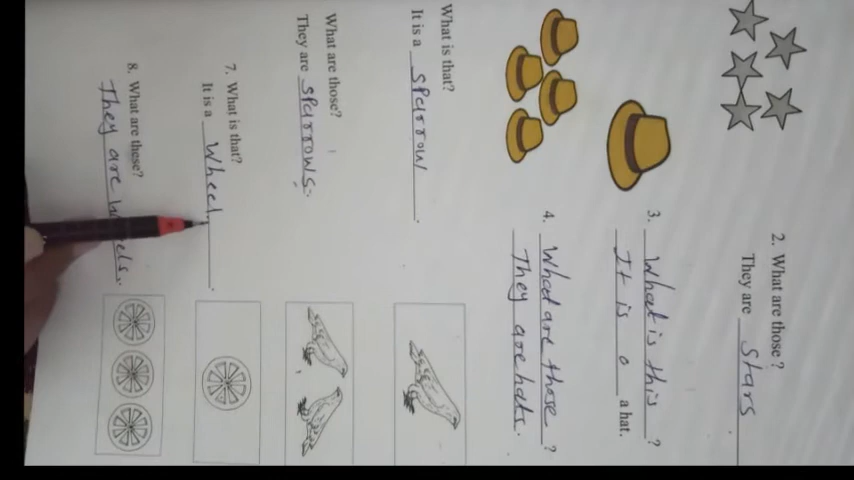 2. What are those ?
They are stars
3. What is this ?
It is a a hat.
4. What are those ?
They are hats.
What is that?
It is a sparrow .
What are those?
They are sparrows.
7. What is that?
It is a wheel .
8. What are these?
They are